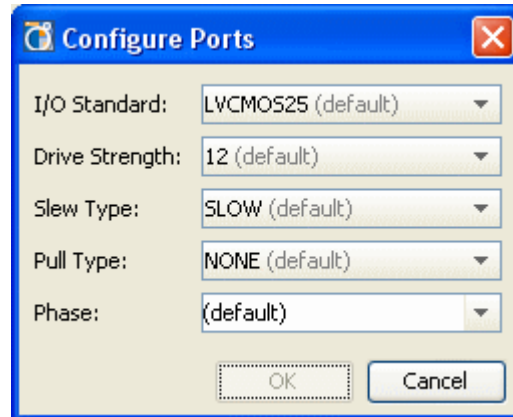 Configure Ports
I/O Standard: LVCMOS25 (default)
Drive Strength: 12 (default)
Slew Type: SLOW (default)
Pull Type: NONE (default)
Phase: (default)
OK Cancel